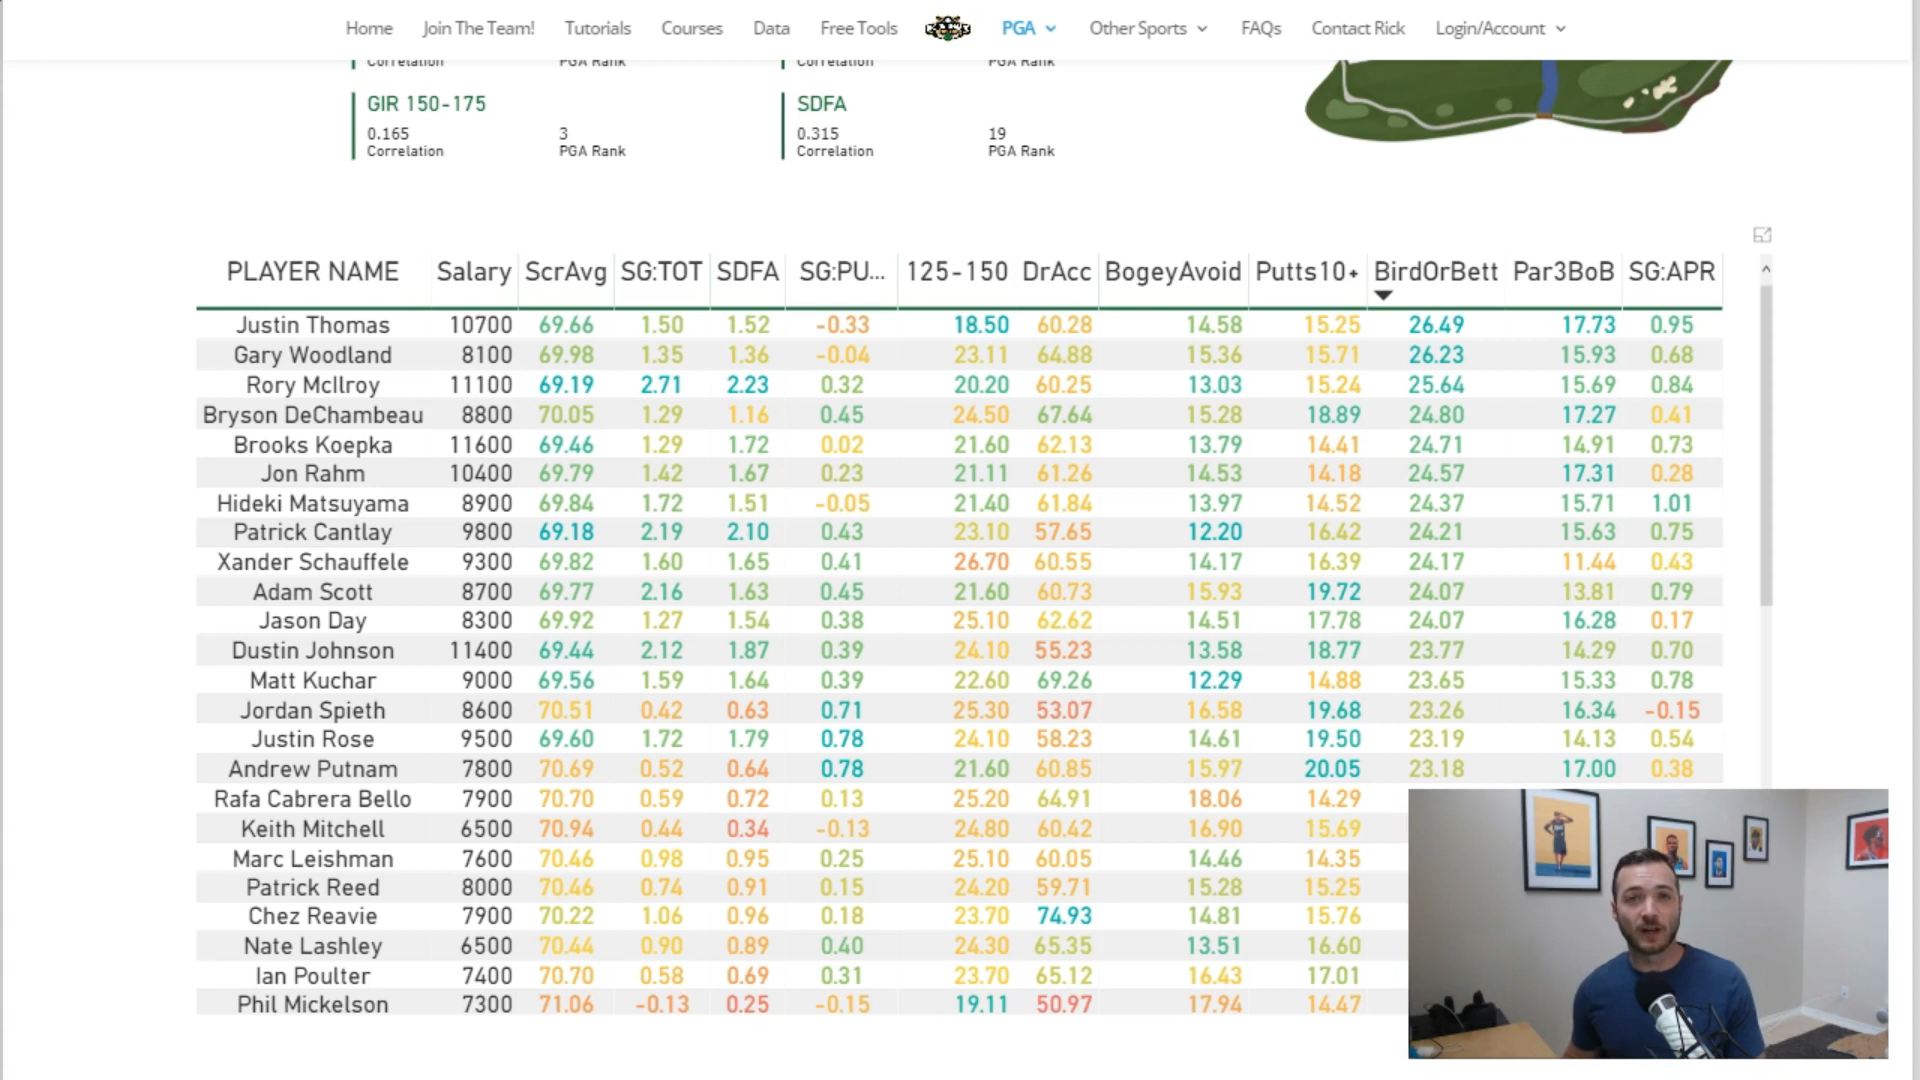 Home Join The Team! Tutorials Courses Data Free Tools PGA Other Sports FAQs Contact Rick Login/Account
Correlation PGA Rank Correlation PGA Rank
GIR 150-175 SDFA
0.165 3 0.315 19
Correlation PGA Rank Correlation PGA Rank
PLAYER NAME Salary ScrAvg SG:TOT SDFA SG:PU... 125-150 DrAcc BogeyAvoid Putts10+ BirdOrBett Par3BoB SG:APR
Justin Thomas 10700 69.66 1.50 1.52 -0.33 18.50 60.28 14.58 15.25 26.49 17.73 0.95
Gary Woodland 8100 69.98 1.35 1.36 -0.04 23.11 64.88 15.36 15.71 26.23 15.93 0.68
Rory McIlroy 11100 69.19 2.71 2.23 0.32 20.20 60.25 13.03 15.24 25.64 15.69 0.84
Bryson DeChambeau 8800 70.05 1.29 1.16 0.45 24.50 67.64 15.28 18.89 24.80 17.27 0.41
Brooks Koepka 11600 69.46 1.29 1.72 0.02 21.60 62.13 13.79 14.41 24.71 14.91 0.73
Jon Rahm 10400 69.79 1.42 1.67 0.23 21.11 61.26 14.53 14.18 24.57 17.31 0.28
Hideki Matsuyama 8900 69.84 1.72 1.51 -0.05 21.40 61.84 13.97 14.52 24.37 15.71 1.01
Patrick Cantlay 9800 69.18 2.19 2.10 0.43 23.10 57.65 12.20 16.42 24.21 15.63 0.75
Xander Schauffele 9300 69.82 1.60 1.65 0.41 26.70 60.55 14.17 16.39 24.17 11.44 0.43
Adam Scott 8700 69.77 2.16 1.63 0.45 21.60 60.73 15.93 19.72 24.07 13.81 0.79
Jason Day 8300 69.92 1.27 1.54 0.38 25.10 62.62 14.51 17.78 24.07 16.28 0.17
Dustin Johnson 11400 69.44 2.12 1.87 0.39 24.10 55.23 13.58 18.77 23.77 14.29 0.70
Matt Kuchar 9000 69.56 1.59 1.64 0.39 22.60 69.26 12.29 14.88 23.65 15.33 0.78
Jordan Spieth 8600 70.51 0.42 0.63 0.71 25.30 53.07 16.58 19.68 23.26 16.34 -0.15
Justin Rose 9500 69.60 1.72 1.79 0.78 24.10 58.23 14.61 19.50 23.19 14.13 0.54
Andrew Putnam 7800 70.69 0.52 0.64 0.78 21.60 60.85 15.97 20.05 23.18 17.00 0.38
Rafa Cabrera Bello 7900 70.70 0.59 0.72 0.13 25.20 64.91 18.06 14.29
Keith Mitchell 6500 70.94 0.44 0.34 -0.13 24.80 60.42 16.90 15.69
Marc Leishman 7600 70.46 0.98 0.95 0.25 25.10 60.05 14.46 14.35
Patrick Reed 8000 70.46 0.74 0.91 0.15 24.20 59.71 15.28 15.25
Chez Reavie 7900 70.22 1.06 0.96 0.18 23.70 74.93 14.81 15.76
Nate Lashley 6500 70.44 0.90 0.89 0.40 24.30 65.35 13.51 16.60
Ian Poulter 7400 70.70 0.58 0.69 0.31 23.70 65.12 16.43 17.01
Phil Mickelson 7300 71.06 -0.13 0.25 -0.15 19.11 50.97 17.94 14.47